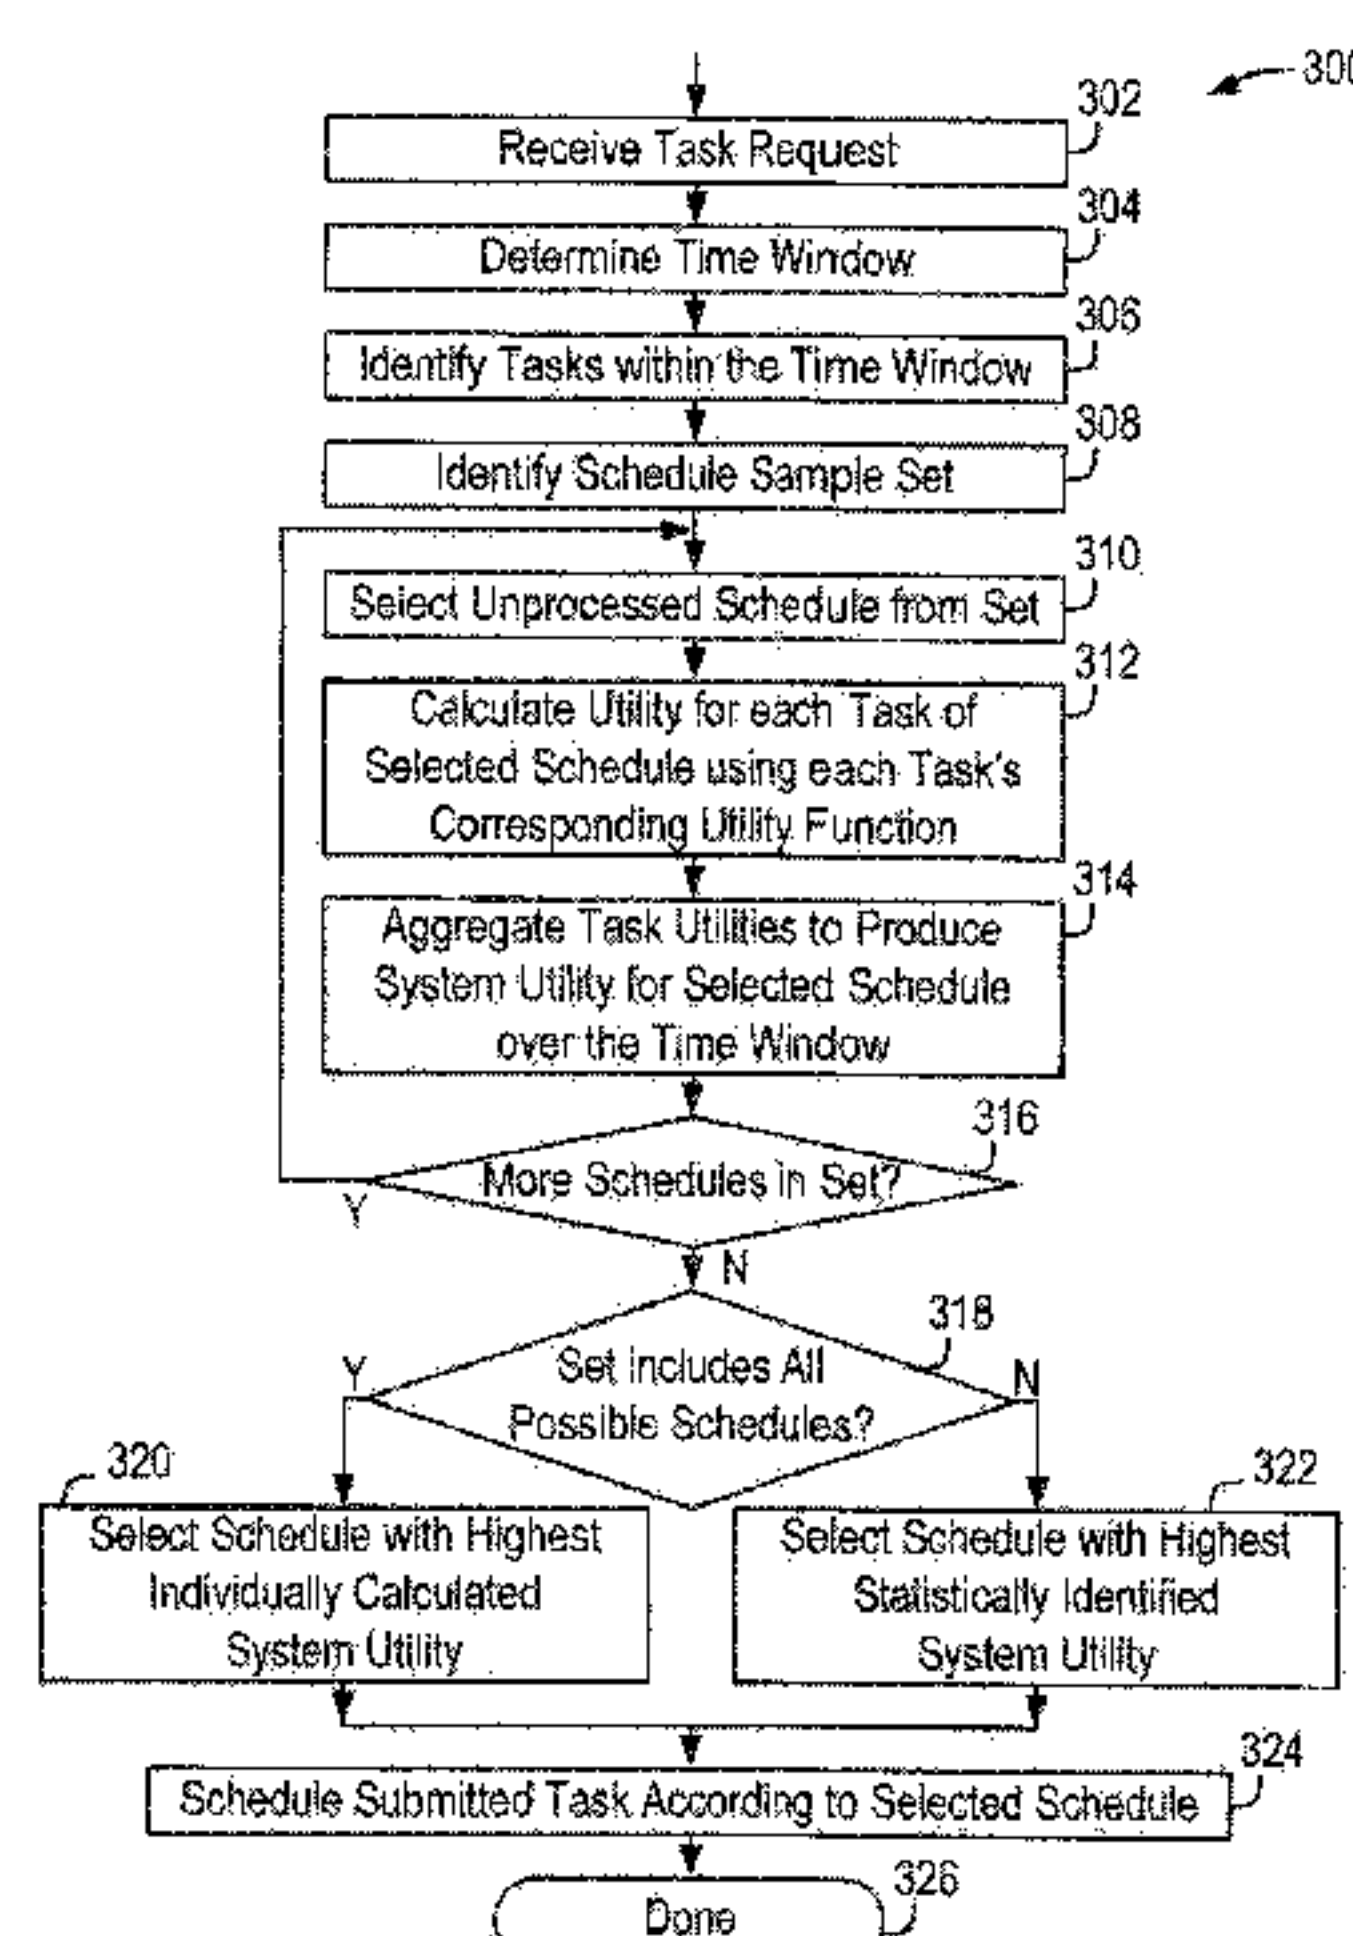 300
302
Receive Task Request
304
Determine Time Window
306
Identify Tasks within the Time Window
308
Identify Schedule Sample Set
310
Select Unprocessed Schedule from Set
312
Calculate Utility for each Task of
Selected Schedule using each Task's
Corresponding Utility Function
314
Aggregate Task Utilities to Produce
System Utility for Selected Schedule
over the Time Window
316
More Schedules in Set?
Y
N
318
Set includes All
Possible Schedules?
Y
N
320
Select Schedule with Highest
Individually Calculated
System Utility
322
Select Schedule with Highest
Statistically Identified
System Utility
324
Schedule Submitted Task According to Selected Schedule
326
Done